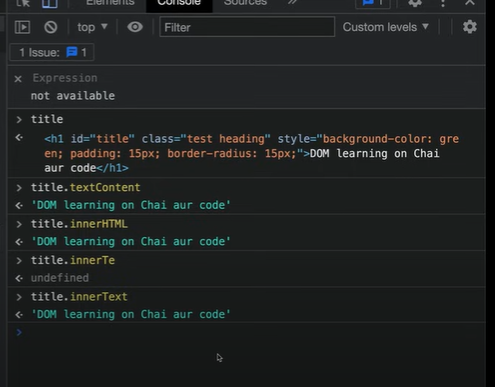 Elements Console Sources » 1
top Filter Custom levels
1 Issue: 1
× Expression
not available
> title
<h1 id="title" class="test heading" style="background-color: gre
en; padding: 15px; border-radius: 15px;">DOM learning on Chai
aur code</h1>
> title.textContent
'DOM learning on Chai aur code'
> title.innerHTML
'DOM learning on Chai aur code'
> title.innerTe
undefined
> title.innerText
'DOM learning on Chai aur code'
>